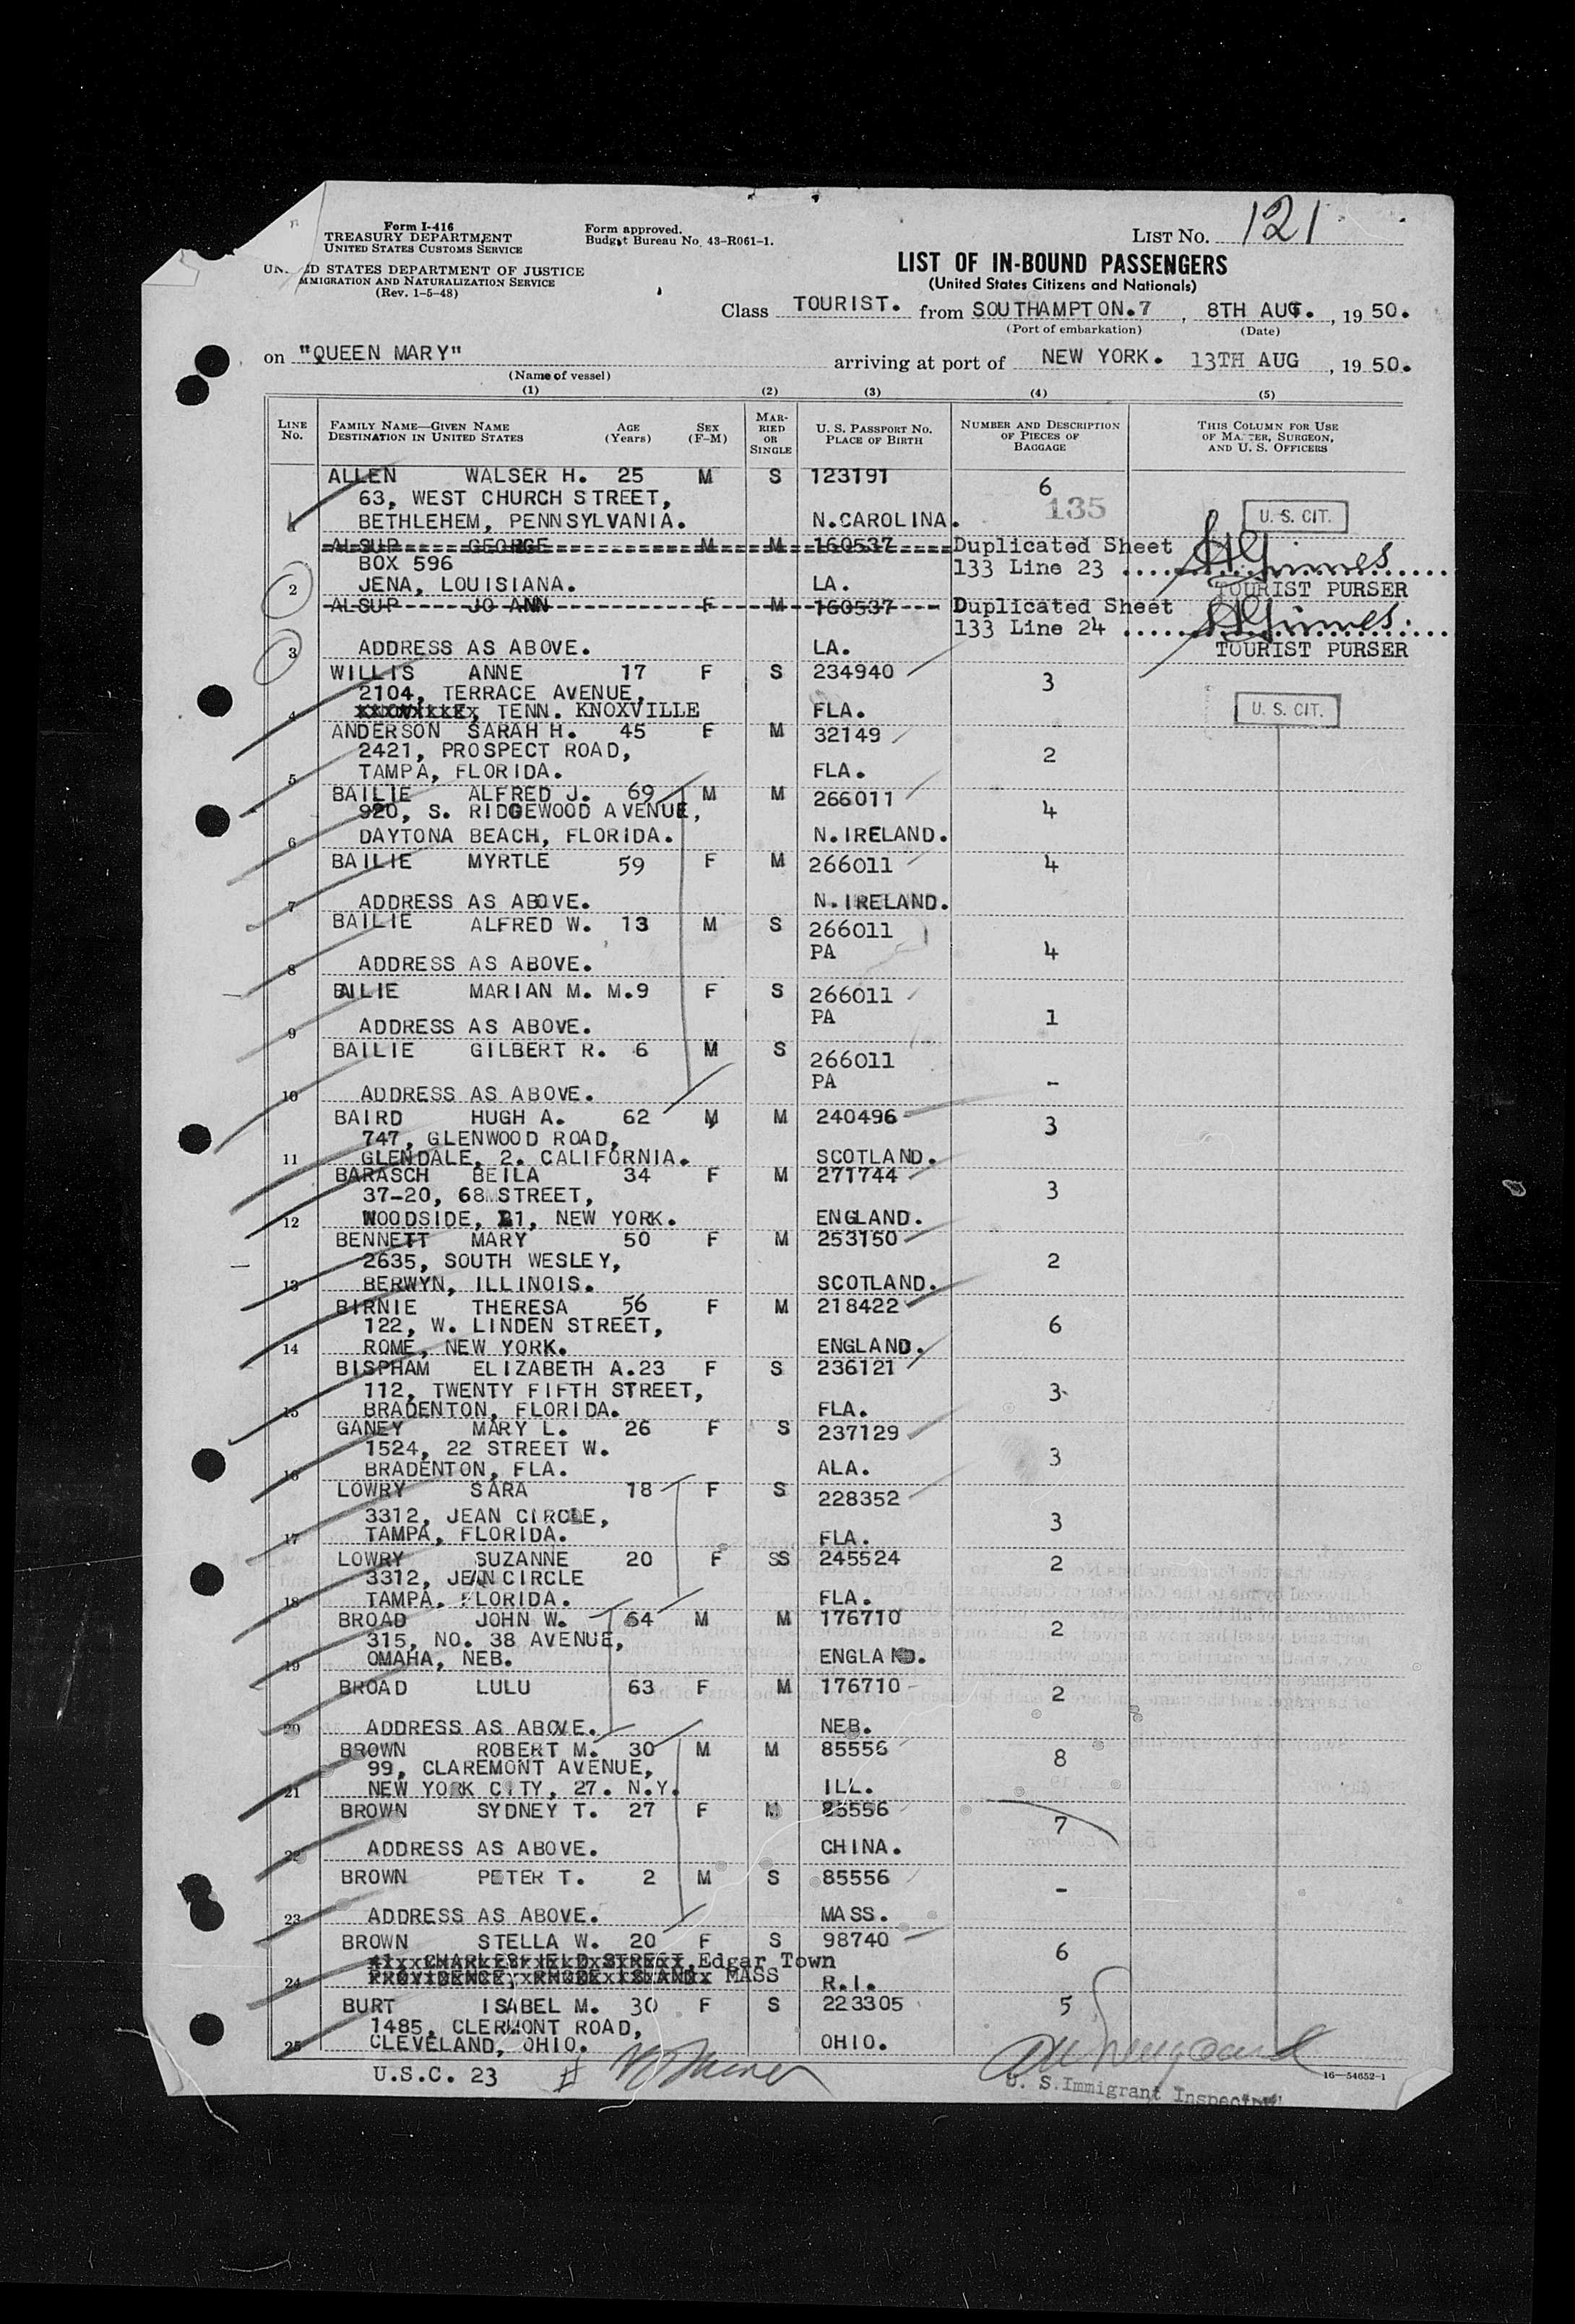 Form I-416
TREASURY DEPARTMENT
UNITED STATES CUSTOMS SERVICE
UN. D STATES DEPARTMENT OF JUSTICE
MMIGRATION AND NATURALIZATION SERVICE
(Rev. 1-5-48)
Form approved.
Budget Bureau No. 43-R061-1.
LIST NO. 121
LIST OF IN-BOUND PASSENGERS
(United States Citizens and Nationals)
Class TOURIST. from SOUTHAMPTON.7 , 8TH AUG. , 19 50.
(Port of embarkation) (Date)
on "QUEEN MARY" arriving at port of NEW YORK. 13TH AUG , 19 50.
(Name of vessel)
(1) (2) (3) (4) (5)
LINE NO. FAMILY NAME—GIVEN NAME DESTINATION IN UNITED STATES AGE (Years) SEX (F-M) MARRIED OR SINGLE U. S. PASSPORT NO. PLACE OF BIRTH NUMBER AND DESCRIPTION OF PIECES OF BAGGAGE THIS COLUMN FOR USE OF MASTER, SURGEON, AND U. S. OFFICERS
ALLEN WALSER H. 25 M S 123191 6
63, WEST CHURCH STREET, 135
1 BETHLEHEM, PENNSYLVANIA. N.CAROLINA. U. S. CIT.
ALSUP GEORGE M M 160537 Duplicated Sheet
BOX 596 133 Line 23
2 JENA, LOUISIANA. LA. TOURIST PURSER
ALSUP JO ANN F M 160537 Duplicated Sheet
133 Line 24
3 ADDRESS AS ABOVE. LA. TOURIST PURSER
WILLIS ANNE 17 F S 234940 3
2104, TERRACE AVENUE,
4 TENN. KNOXVILLE FLA. U. S. CIT.
ANDERSON SARAH H. 45 F M 32149
2421, PROSPECT ROAD, 2
5 TAMPA, FLORIDA. FLA.
BAILIE ALFRED J. 69 M M 266011
920, S. RIDGEWOOD AVENUE, 4
6 DAYTONA BEACH, FLORIDA. N.IRELAND.
BAILIE MYRTLE 59 F M 266011 4
7 ADDRESS AS ABOVE. N.IRELAND.
BAILIE ALFRED W. 13 M S 266011
PA 4
8 ADDRESS AS ABOVE.
BAILIE MARIAN M. M.9 F S 266011
PA 1
9 ADDRESS AS ABOVE.
BAILIE GILBERT R. 6 M S 266011
PA -
10 ADDRESS AS ABOVE.
BAIRD HUGH A. 62 M M 240496 3
747, GLENWOOD ROAD,
11 GLENDALE, 2. CALIFORNIA. SCOTLAND.
BARASCH BEILA 34 F M 271744
37-20, 68 STREET, 3
12 WOODSIDE, 21, NEW YORK. ENGLAND.
BENNETT MARY 50 F M 253150
2635, SOUTH WESLEY, 2
13 BERWYN, ILLINOIS. SCOTLAND.
BIRNIE THERESA 56 F M 218422
122, W. LINDEN STREET, 6
14 ROME, NEW YORK. ENGLAND.
BISPHAM ELIZABETH A.23 F S 236121
112, TWENTY FIFTH STREET, 3
15 BRADENTON, FLORIDA. FLA.
GANEY MARY L. 26 F S 237129
1524, 22 STREET W. 3
16 BRADENTON, FLA. ALA.
LOWRY SARA 18 F S 228352
3312, JEAN CIRCLE, 3
17 TAMPA, FLORIDA. FLA.
LOWRY SUZANNE 20 F SS 245524 2
3312, JEAN CIRCLE
18 TAMPA. FLORIDA. FLA.
BROAD JOHN W. 64 M M 176710
315, NO. 38 AVENUE, 2
19 OMAHA, NEB. ENGLAND.
BROAD LULU 63 F M 176710 2
20 ADDRESS AS ABOVE. NEB.
BROWN ROBERT M. 30 M M 85556 8
99, CLAREMONT AVENUE,
21 NEW YORK CITY, 27. N.Y. ILL.
BROWN SYDNEY T. 27 F M 85556 7
22 ADDRESS AS ABOVE. CHINA.
BROWN PETER T. 2 M S 85556 -
23 ADDRESS AS ABOVE. MASS.
BROWN STELLA W. 20 F S 98740 6
41, CHARLESFIELD STREET, Edgar Town
24 PROVIDENCE, RHODE ISLAND MASS R.I.
BURT ISABEL M. 30 F S 223305 5
1485, CLERMONT ROAD,
25 CLEVELAND, OHIO. OHIO.
U.S.C. 23
U. S. Immigrant Inspector
16—54652-1